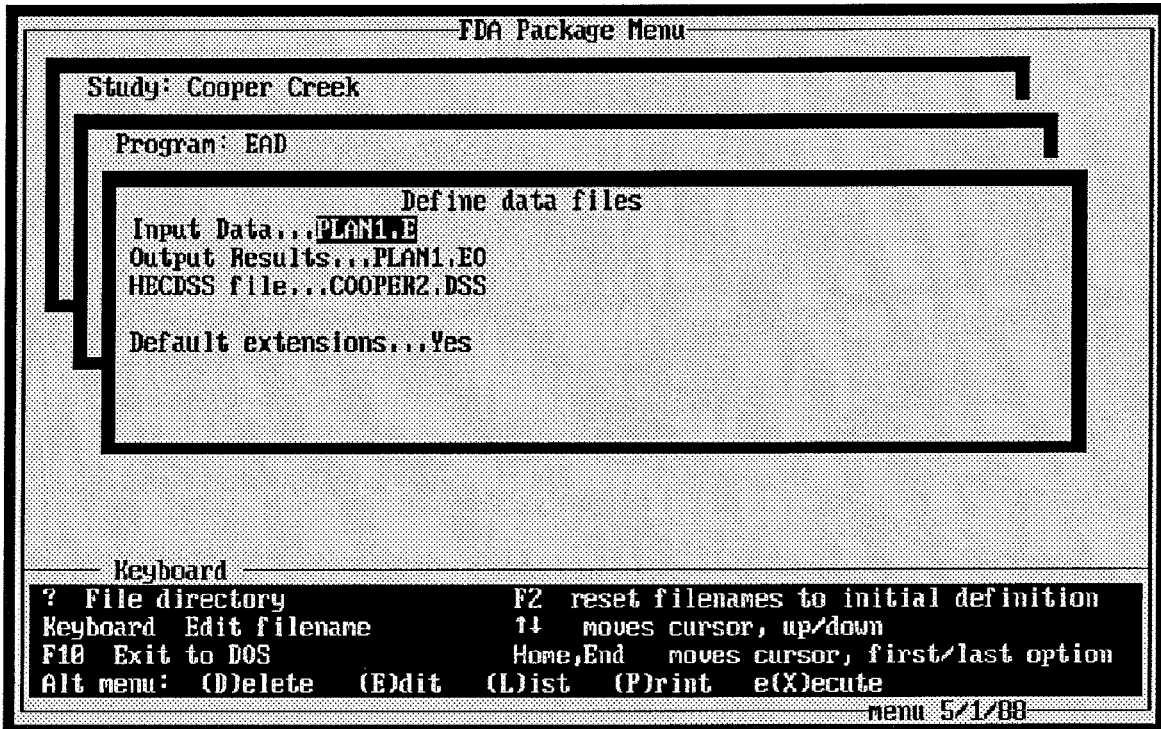 FDA Package Menu
Study: Cooper Creek
Program: EAD
Define data files
Input Data...PLAN1.E
Output Results...PLAN1.EO
HECDSS file...COOPER2.DSS
Default extensions...Yes
Keyboard
? File directory F2 reset filenames to initial definition
Keyboard Edit filename ↑↓ moves cursor, up/down
F10 Exit to DOS Home,End moves cursor, first/last option
Alt menu: (D)elete (E)dit (L)ist (P)rint e(X)ecute
menu 5/1/88